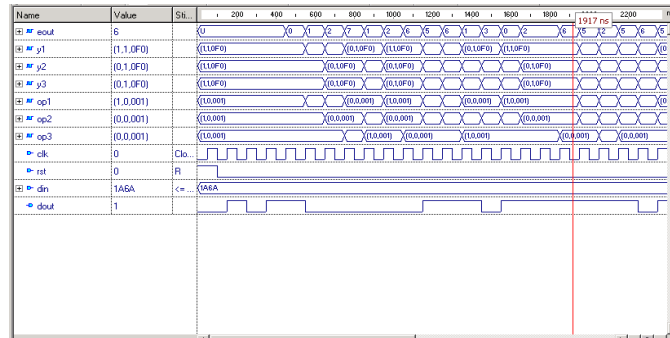 Name Value Sti... 200 400 600 800 1000 1200 1400 1600 1800 2200
1917 ns
eout 6 U 0 1 2 7 1 2 6 5 6 1 3 0 2 6 5 2 6 5
y1 (1,1,0F0) (1,1,0F0) (0,1,0F0) (1,1,0F0) (0,1,0F0) (1,1,0F0)
y2 (0,1,0F0) (1,1,0F0) (0,1,0F0) (0,1,0F0) (0,1,0F0)
y3 (0,1,0F0) (1,1,0F0) (0,1,0F0) (0,1,0F0) (0,1,0F0)
op1 (1,0,001) (1,0,001) (0,0,001) (1,0,001) (0,0,001) (1,0,001)
op2 (0,0,001) (1,0,001) (0,0,001) (0,0,001) (0,0,001)
op3 (0,0,001) (1,0,001) (1,0,001) (0,0,001) (1,0,001) (0,0,001) (0,0,001)
clk 0 Clo...
rst 0 R
din 1A6A <= ... 1A6A
dout 1